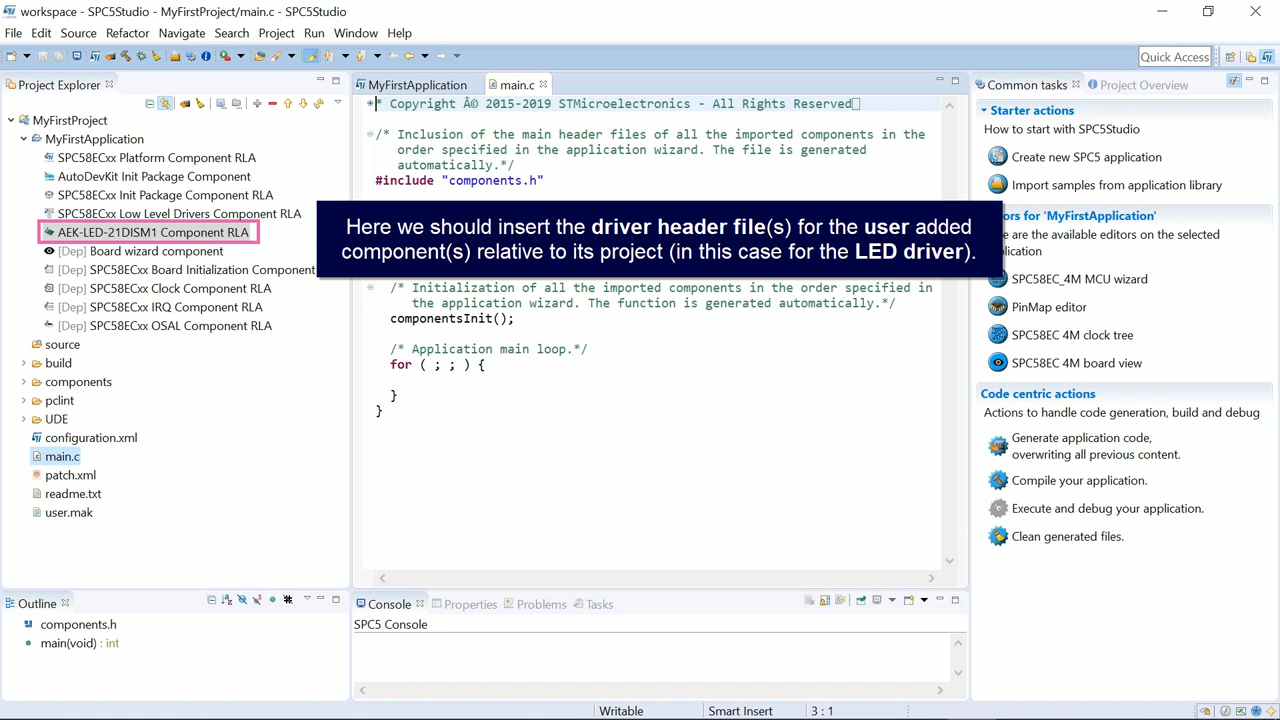 workspace - SPC5Studio - MyFirstProject/main.c - SPC5Studio
File Edit Source Refactor Navigate Search Project Run Window Help
Quick Access
Project Explorer
MyFirstProject
MyFirstApplication
SPC58ECxx Platform Component RLA
AutoDevKit Init Package Component
SPC58ECxx Init Package Component RLA
SPC58ECxx Low Level Drivers Component RLA
AEK-LED-21DISM1 Component RLA
[Dep] Board wizard component
[Dep] SPC58ECxx Board Initialization Component
[Dep] SPC58ECxx Clock Component RLA
[Dep] SPC58ECxx IRQ Component RLA
[Dep] SPC58ECxx OSAL Component RLA
source
build
components
pclint
UDE
configuration.xml
main.c
patch.xml
readme.txt
user.mak
Outline
components.h
main(void) : int
MyFirstApplication main.c
* Copyright Â© 2015-2019 STMicroelectronics - All Rights Reserved
/* Inclusion of the main header files of all the imported components in the
order specified in the application wizard. The file is generated
automatically.*/
#include "components.h"
Here we should insert the driver header file(s) for the user added
component(s) relative to its project (in this case for the LED driver).
/* Initialization of all the imported components in the order specified in
the application wizard. The function is generated automatically.*/
componentsInit();
/* Application main loop.*/
for ( ; ; ) {
}
}
Console Properties Problems Tasks
SPC5 Console
Common tasks Project Overview
Starter actions
How to start with SPC5Studio
Create new SPC5 application
Import samples from application library
ors for 'MyFirstApplication'
e are the available editors on the selected
ication
SPC58EC_4M MCU wizard
PinMap editor
SPC58EC 4M clock tree
SPC58EC 4M board view
Code centric actions
Actions to handle code generation, build and debug
Generate application code,
overwriting all previous content.
Compile your application.
Execute and debug your application.
Clean generated files.
Writable Smart Insert 3 : 1